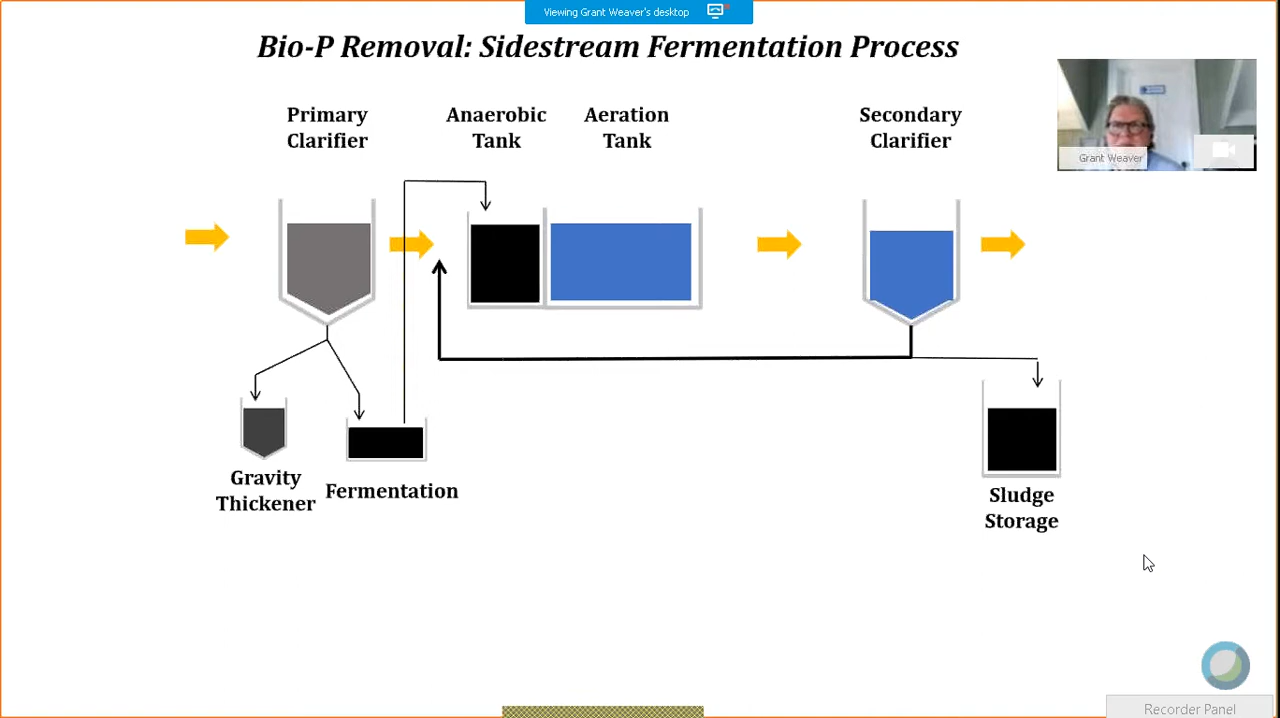 Viewing Grant Weaver's desktop
Bio-P Removal: Sidestream Fermentation Process
Primary
Clarifier
Anaerobic
Tank
Aeration
Tank
Secondary
Clarifier
Grant Weaver
Gravity
Thickener
Fermentation
Sludge
Storage
Recorder Panel